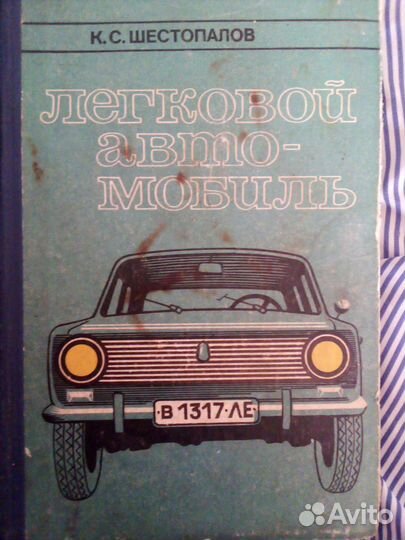 К.С. ШЕСТОПАЛОВ
ЛЕГКОВОЙ
АВТО-
МОБИЛЬ
В 1317·ЛЕ
Avito